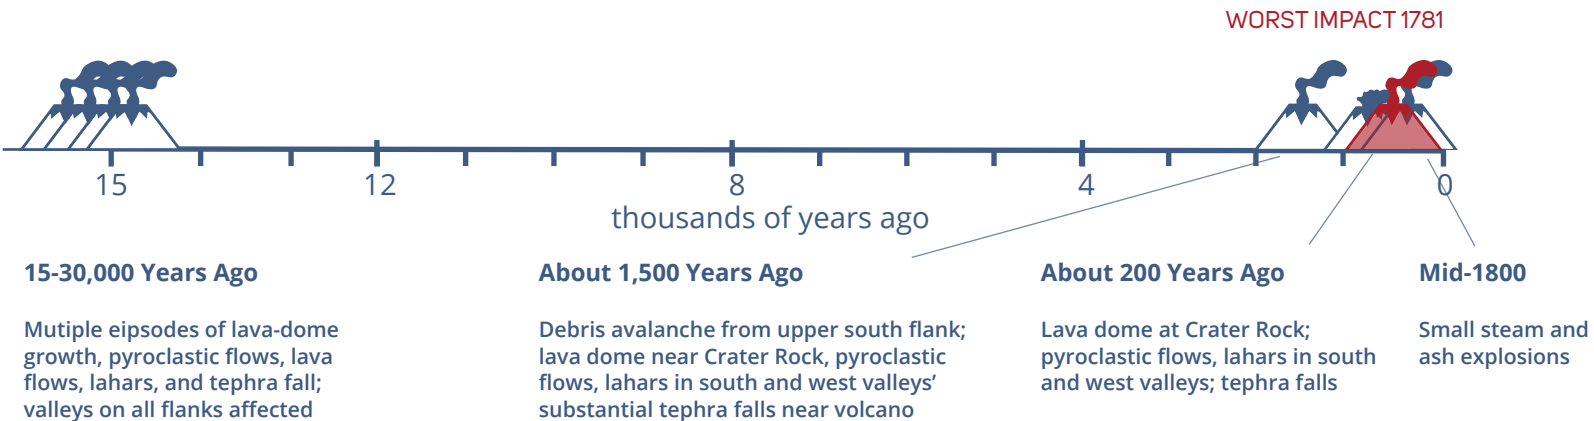 WORST IMPACT 1781
15
12
8
4
0
thousands of years ago
15-30,000 Years Ago
Mutiple eipsodes of lava-dome
growth, pyroclastic flows, lava
flows, lahars, and tephra fall;
valleys on all flanks affected
About 1,500 Years Ago
Debris avalanche from upper south flank;
lava dome near Crater Rock, pyroclastic
flows, lahars in south and west valleys’
substantial tephra falls near volcano
About 200 Years Ago
Lava dome at Crater Rock;
pyroclastic flows, lahars in south
and west valleys; tephra falls
Mid-1800
Small steam and
ash explosions